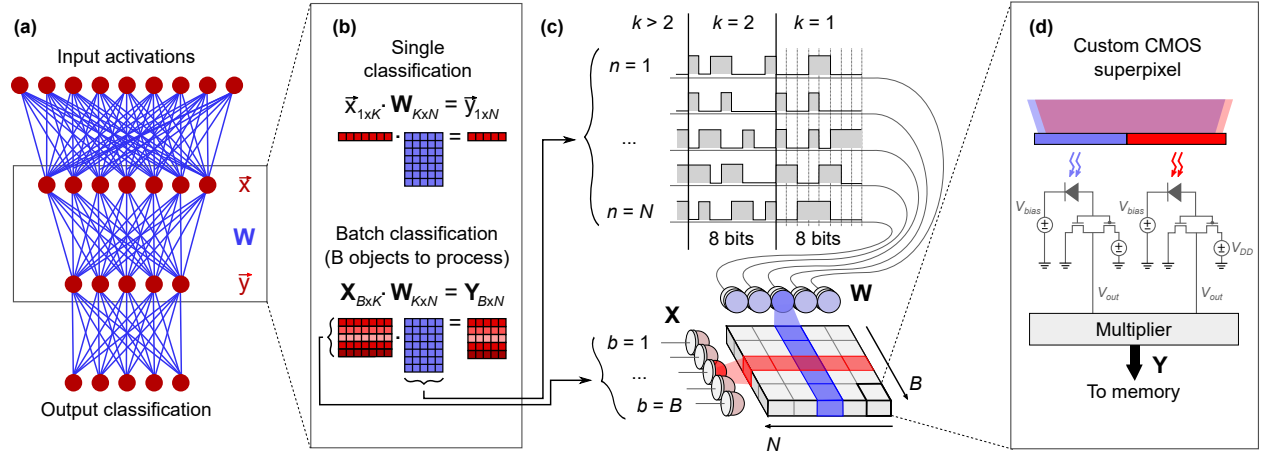 (a)
Input activations
x⃗
W
y⃗
Output classification
(b)
Single
classification
x⃗1xK · WKxN = y⃗1xN
· =
Batch classification
(B objects to process)
XBxK · WKxN = YBxN
· =
(c)
k > 2 k = 2 k = 1
n = 1
n = 2
...
n = N
8 bits 8 bits
W
X
b = 1
...
b = B
B
N
(d)
Custom CMOS
superpixel
Vbias Vbias
VDD
Vout Vout
Multiplier
Y
To memory